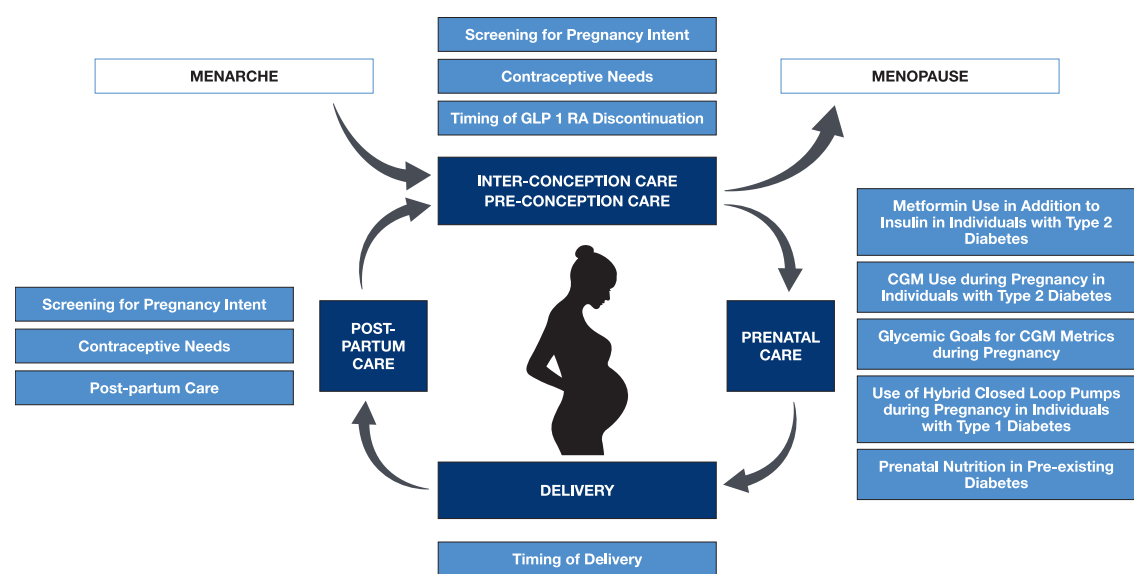 Screening for Pregnancy Intent
MENARCHE
Contraceptive Needs
MENOPAUSE
Timing of GLP 1 RA Discontinuation
INTER-CONCEPTION CARE
PRE-CONCEPTION CARE
Metformin Use in Addition to
Insulin in Individuals with Type 2
Diabetes
CGM Use during Pregnancy in
Individuals with Type 2 Diabetes
Glycemic Goals for CGM Metrics
during Pregnancy
Use of Hybrid Closed Loop Pumps
during Pregnancy in Individuals
with Type 1 Diabetes
Prenatal Nutrition in Pre-existing
Diabetes
Screening for Pregnancy Intent
Contraceptive Needs
Post-partum Care
POST-
PARTUM
CARE
PRENATAL
CARE
DELIVERY
Timing of Delivery